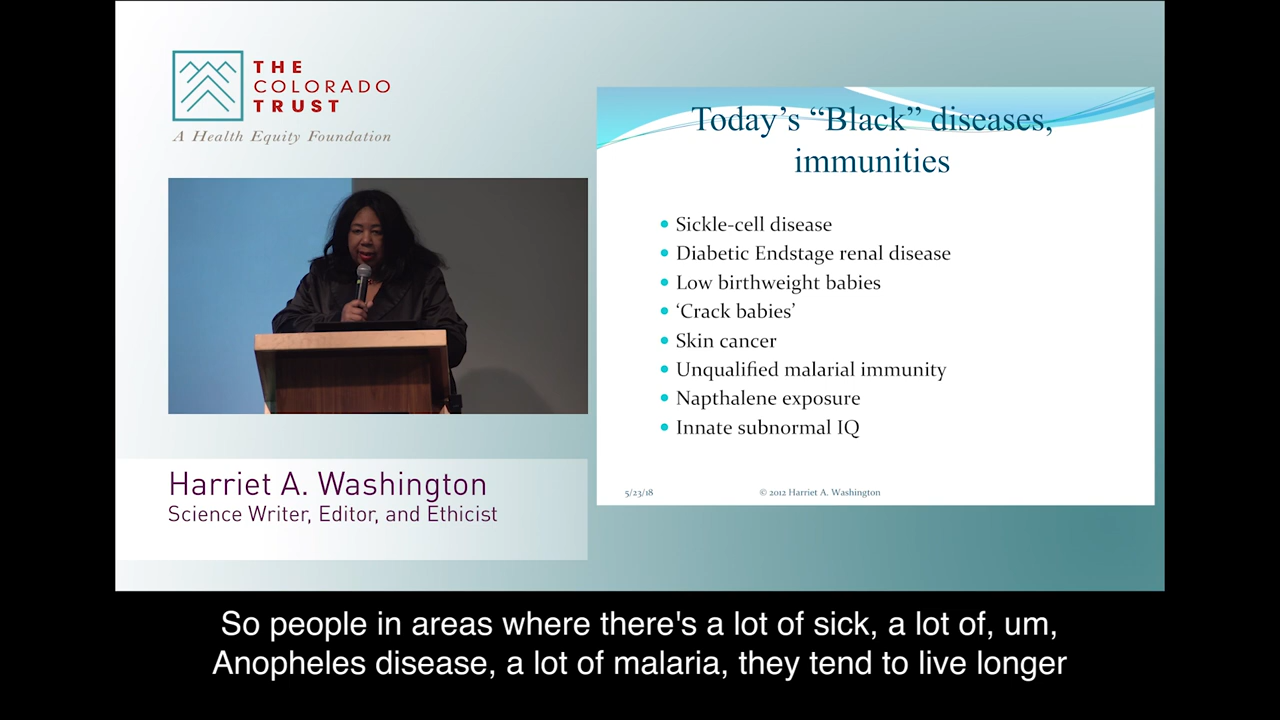 THE
COLORADO
TRUST
A Health Equity Foundation
Today's “Black” diseases,
immunities
Sickle-cell disease
Diabetic Endstage renal disease
Low birthweight babies
‘Crack babies’
Skin cancer
Unqualified malarial immunity
Napthalene exposure
Innate subnormal IQ
5/23/18
© 2012 Harriet A. Washington
Harriet A. Washington
Science Writer, Editor, and Ethicist
So people in areas where there's a lot of sick, a lot of, um,
Anopheles disease, a lot of malaria, they tend to live longer